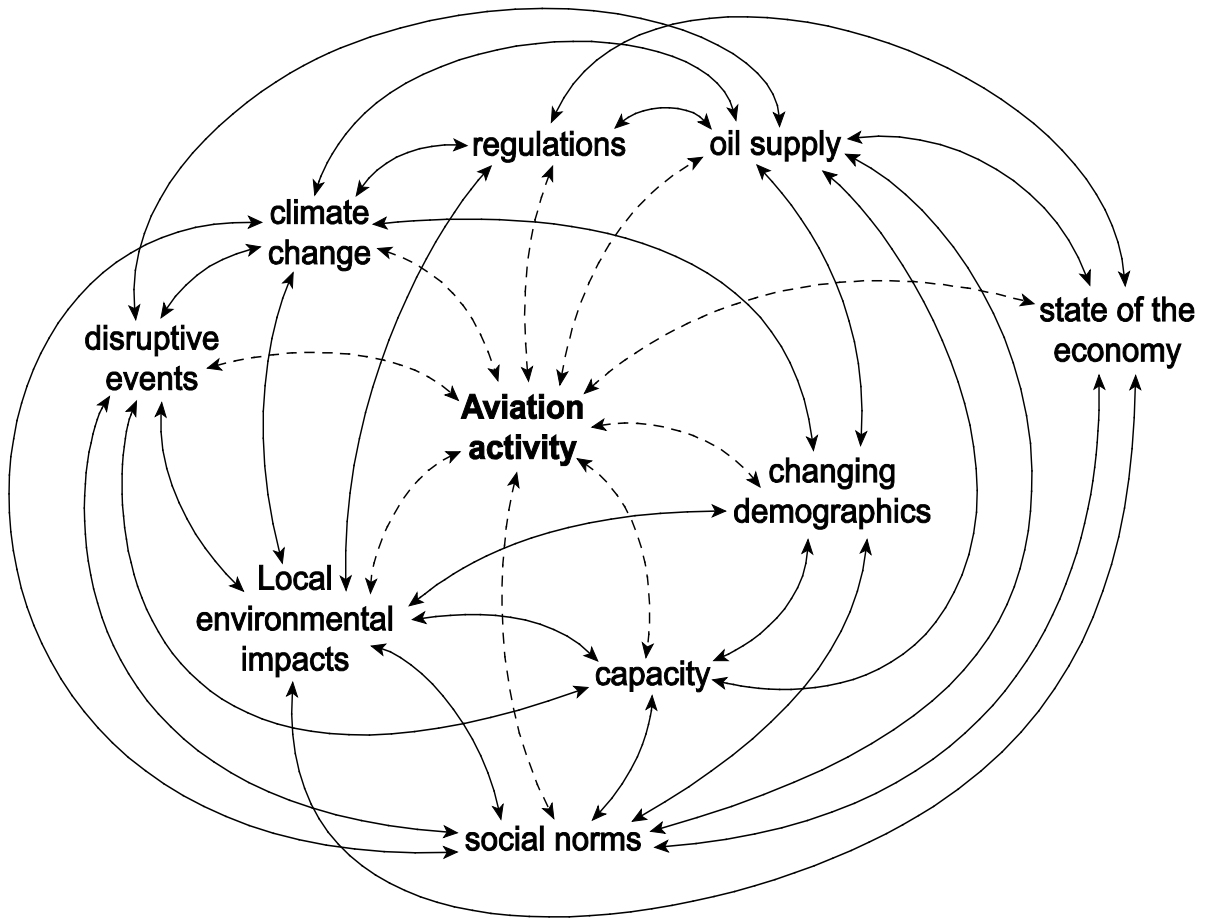 regulations
oil supply
climate
change
state of the
economy
disruptive
events
Aviation
activity
changing
demographics
Local
environmental
impacts
capacity
social norms